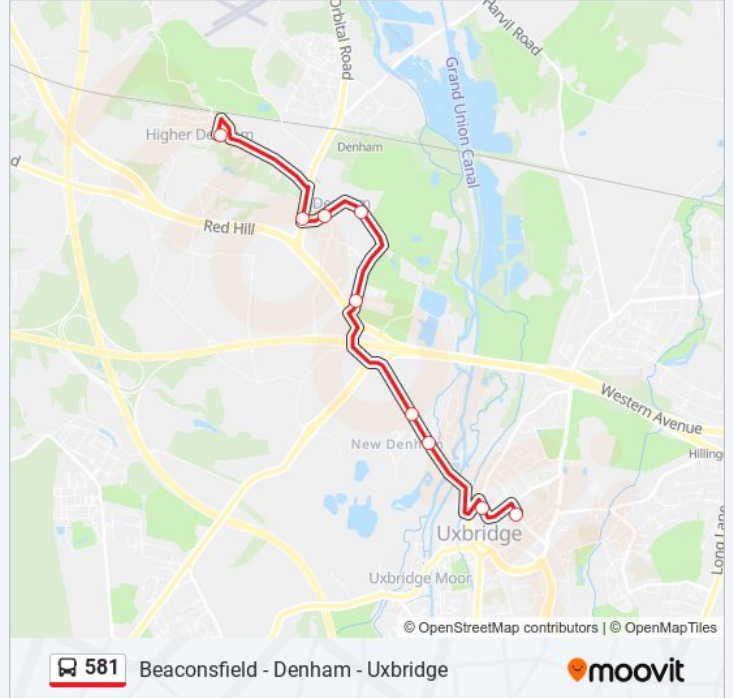 Orbital Road
Harvil Road
Grand Union Canal
Higher Denham
Denham
d
Denham
Red Hill
Western Avenue
New Denham
Hilling
Long Lane
Uxbridge
Uxbridge Moor
© OpenStreetMap contributors | © OpenMapTiles
581 Beaconsfield - Denham - Uxbridge
moovit